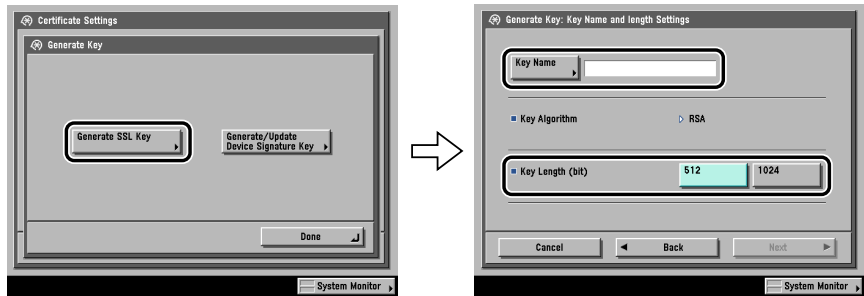 Certificate Settings
Generate Key
Generate SSL Key
Generate/Update
Device Signature Key
Done
System Monitor
Generate Key: Key Name and length Settings
Key Name
Key Algorithm
RSA
Key Length (bit)
512
1024
Cancel
Back
Next
System Monitor